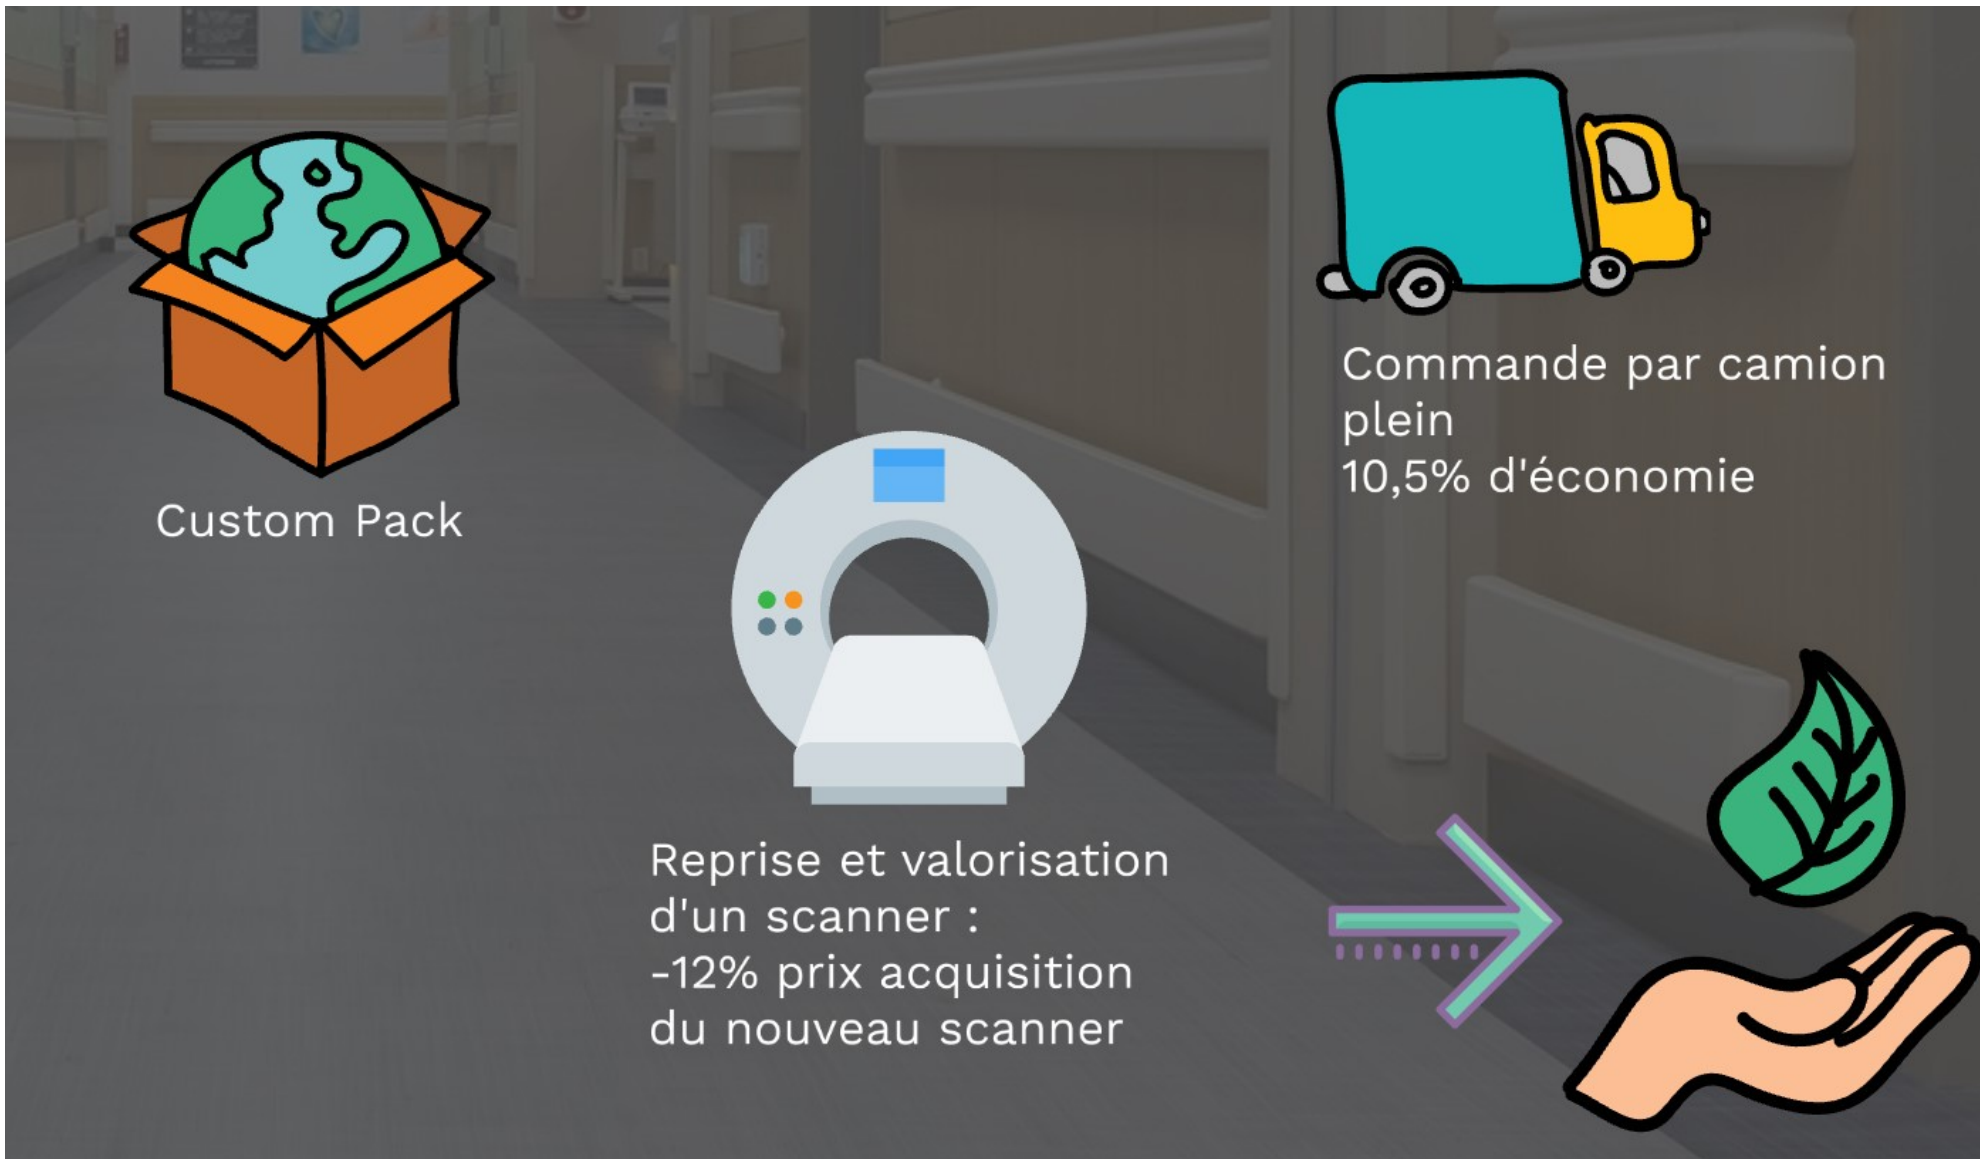 Custom Pack
Commande par camion
plein
10,5% d'économie
Reprise et valorisation
d'un scanner :
-12% prix acquisition
du nouveau scanner